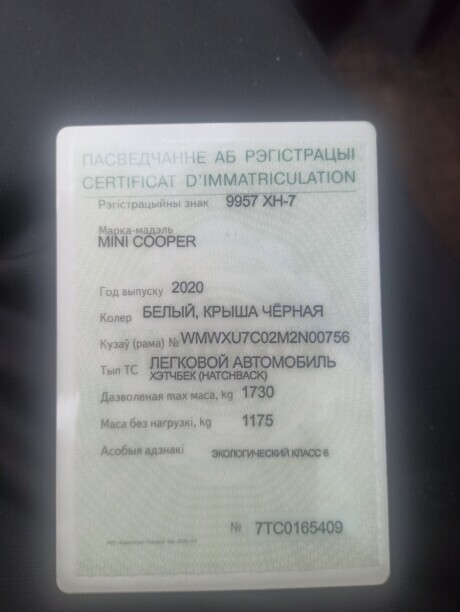 ПАСВЕДЧАННЕ АБ РЭГІСТРАЦЫІ
CERTIFICAT D'IMMATRICULATION
Рэгістрацыйны знак 9957 XH-7
Марка-мадэль
MINI COOPER
Год выпуску 2020
Колер БЕЛЫЙ, КРЫША ЧЁРНАЯ
Кузаў (рама) № WMWXU7C02M2N00756
Тып ТС ЛЕГКОВОЙ АВТОМОБИЛЬ
ХЭТЧБЕК (HATCHBACK)
Дазволеная max маса, kg 1730
Маса без нагрузкі, kg 1175
Асобыя адзнакі ЭКОЛОГИЧЕСКИЙ КЛАСС 6
№ 7TC0165409